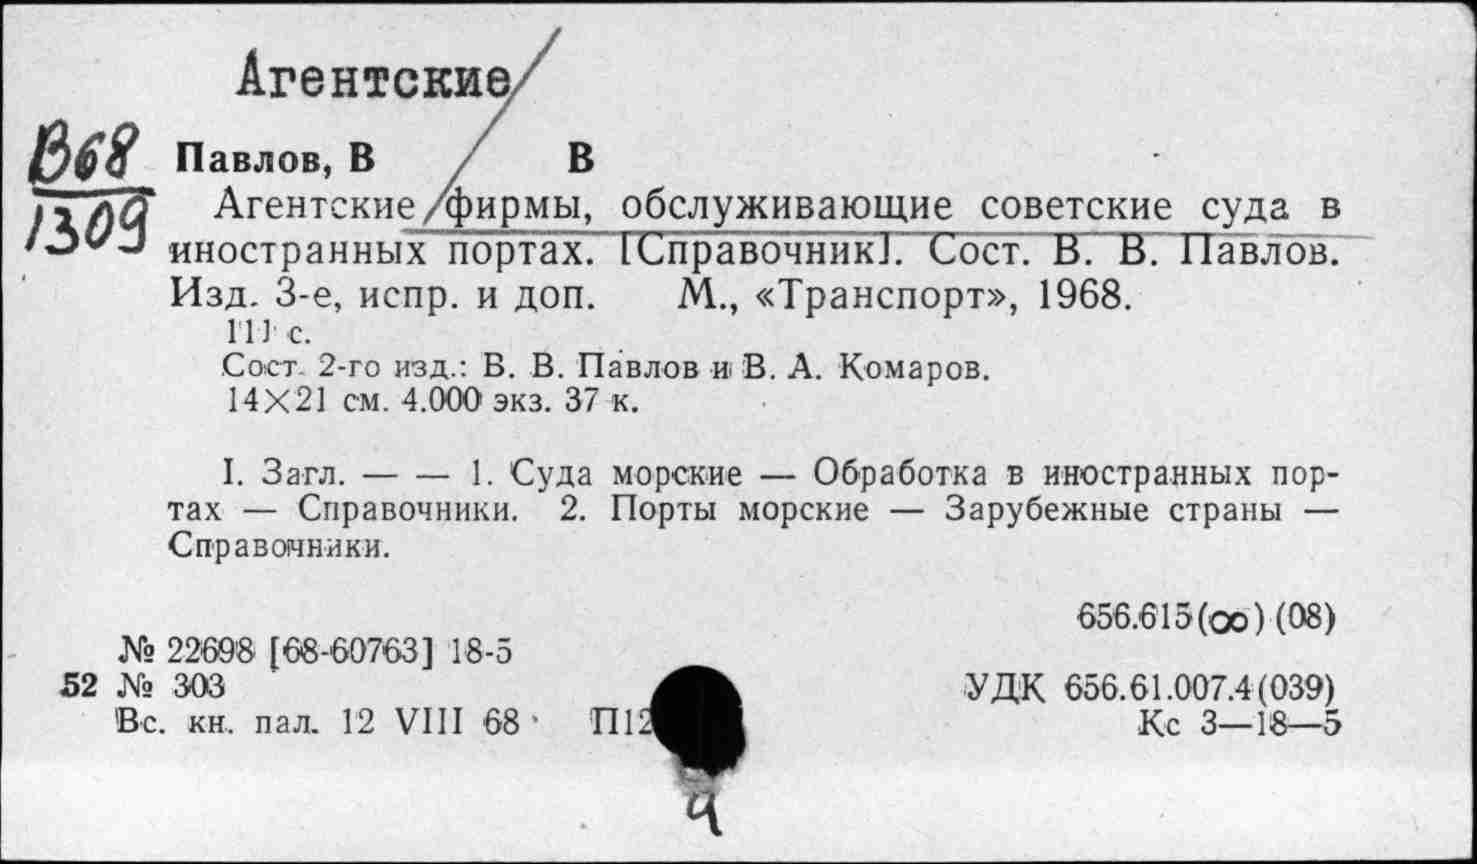 Агентские/
В68
1309
Павлов, В В
Агентские/фирмы, обслуживающие советские суда в
иностранных портах. [Справочник]. Сост. В. В. Павлов.
Изд. 3-е, испр. и доп. М., «Транспорт», 1968.
111 с.
Сост. 2-го изд.: В. В. Павлов и В. А. Комаров.
14X21 см. 4.000 экз. 37 к.
I. Загл. — — 1. Суда морские — Обработка в иностранных пор-
тах — Справочники. 2. Порты морские — Зарубежные страны —
Справочники.
656.615(∞) (08)
№ 22698 [68-60763] 18-5
52 № 303
УДК 656.61.007.4(039)
Вс. кн. пал. 12 VIII 68 П12
Кс 3—18—5
Ч